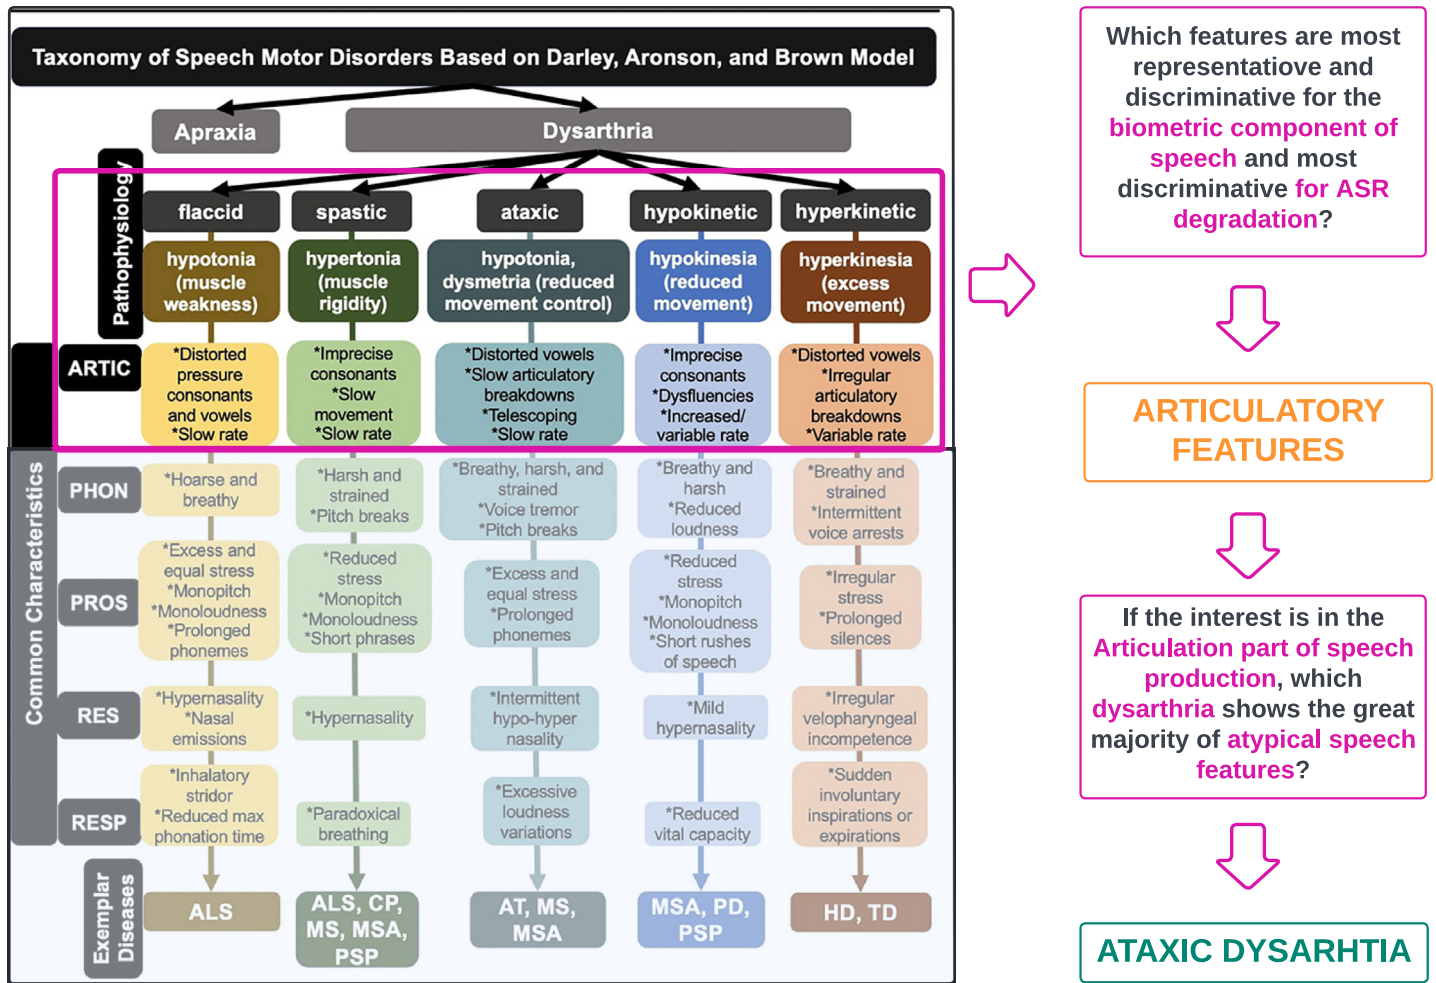 Taxonomy of Speech Motor Disorders Based on Darley, Aronson, and Brown Model
Apraxia
Dysarthria
Pathophysiology
flaccid
spastic
ataxic
hypokinetic
hyperkinetic
hypotonia
(muscle
weakness)
hypertonia
(muscle
rigidity)
hypotonia,
dysmetria (reduced
movement control)
hypokinesia
(reduced
movement)
hyperkinesia
(excess
movement)
Common Characteristics
ARTIC
*Distorted
pressure
consonants
and vowels
*Slow rate
*Imprecise
consonants
*Slow
movement
*Slow rate
*Distorted vowels
*Slow articulatory
breakdowns
*Telescoping
*Slow rate
*Imprecise
consonants
*Dysfluencies
*Increased/
variable rate
*Distorted vowels
*Irregular
articulatory
breakdowns
*Variable rate
PHON
*Hoarse and
breathy
*Harsh and
strained
*Pitch breaks
*Breathy, harsh, and
strained
*Voice tremor
*Pitch breaks
*Breathy and
harsh
*Reduced
loudness
*Breathy and
strained
*Intermittent
voice arrests
PROS
*Excess and
equal stress
*Monopitch
*Monoloudness
*Prolonged
phonemes
*Reduced
stress
*Monopitch
*Monoloudness
*Short phrases
*Excess and
equal stress
*Prolonged
phonemes
*Reduced
stress
*Monopitch
*Monoloudness
*Short rushes
of speech
*Irregular
stress
*Prolonged
silences
RES
*Hypernasality
*Nasal
emissions
*Hypernasality
*Intermittent
hypo-hyper
nasality
*Mild
hypernasality
*Irregular
velopharyngeal
incompetence
RESP
*Inhalatory
stridor
*Reduced max
phonation time
*Paradoxical
breathing
*Excessive
loudness
variations
*Reduced
vital capacity
*Sudden
involuntary
inspirations or
expirations
Exemplar
Diseases
ALS
ALS, CP,
MS, MSA,
PSP
AT, MS,
MSA
MSA, PD,
PSP
HD, TD
Which features are most
representatiove and
discriminative for the
biometric component of
speech and most
discriminative for ASR
degradation?
ARTICULATORY
FEATURES
If the interest is in the
Articulation part of speech
production, which
dysarthria shows the great
majority of atypical speech
features?
ATAXIC DYSARHTIA